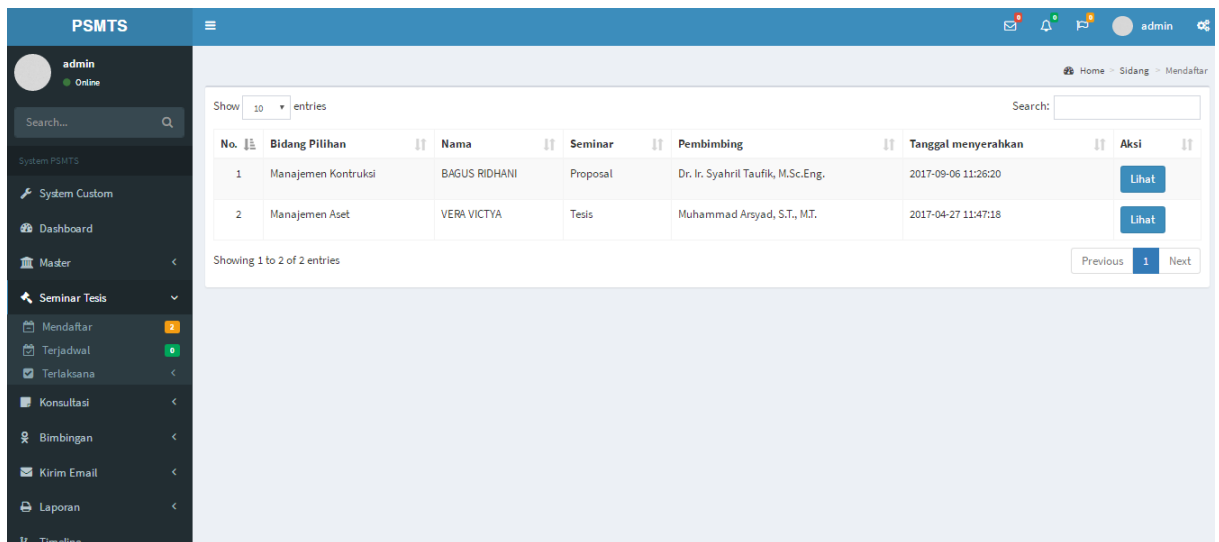 PSMTS
0 0 0 admin
admin
Online
Home > Sidang > Mendaftar
Show 10 entries Search:
Search...
No. Bidang Pilihan Nama Seminar Pembimbing Tanggal menyerahkan Aksi
1 Manajemen Kontruksi BAGUS RIDHANI Proposal Dr. Ir. Syahril Taufik, M.Sc.Eng. 2017-09-06 11:26:20 Lihat
2 Manajemen Aset VERA VICTYA Tesis Muhammad Arsyad, S.T., M.T. 2017-04-27 11:47:18 Lihat
Showing 1 to 2 of 2 entries Previous 1 Next
System PSMTS
System Custom
Dashboard
Master
Seminar Tesis
Mendaftar 2
Terjadwal 0
Terlaksana
Konsultasi
Bimbingan
Kirim Email
Laporan
Timeline